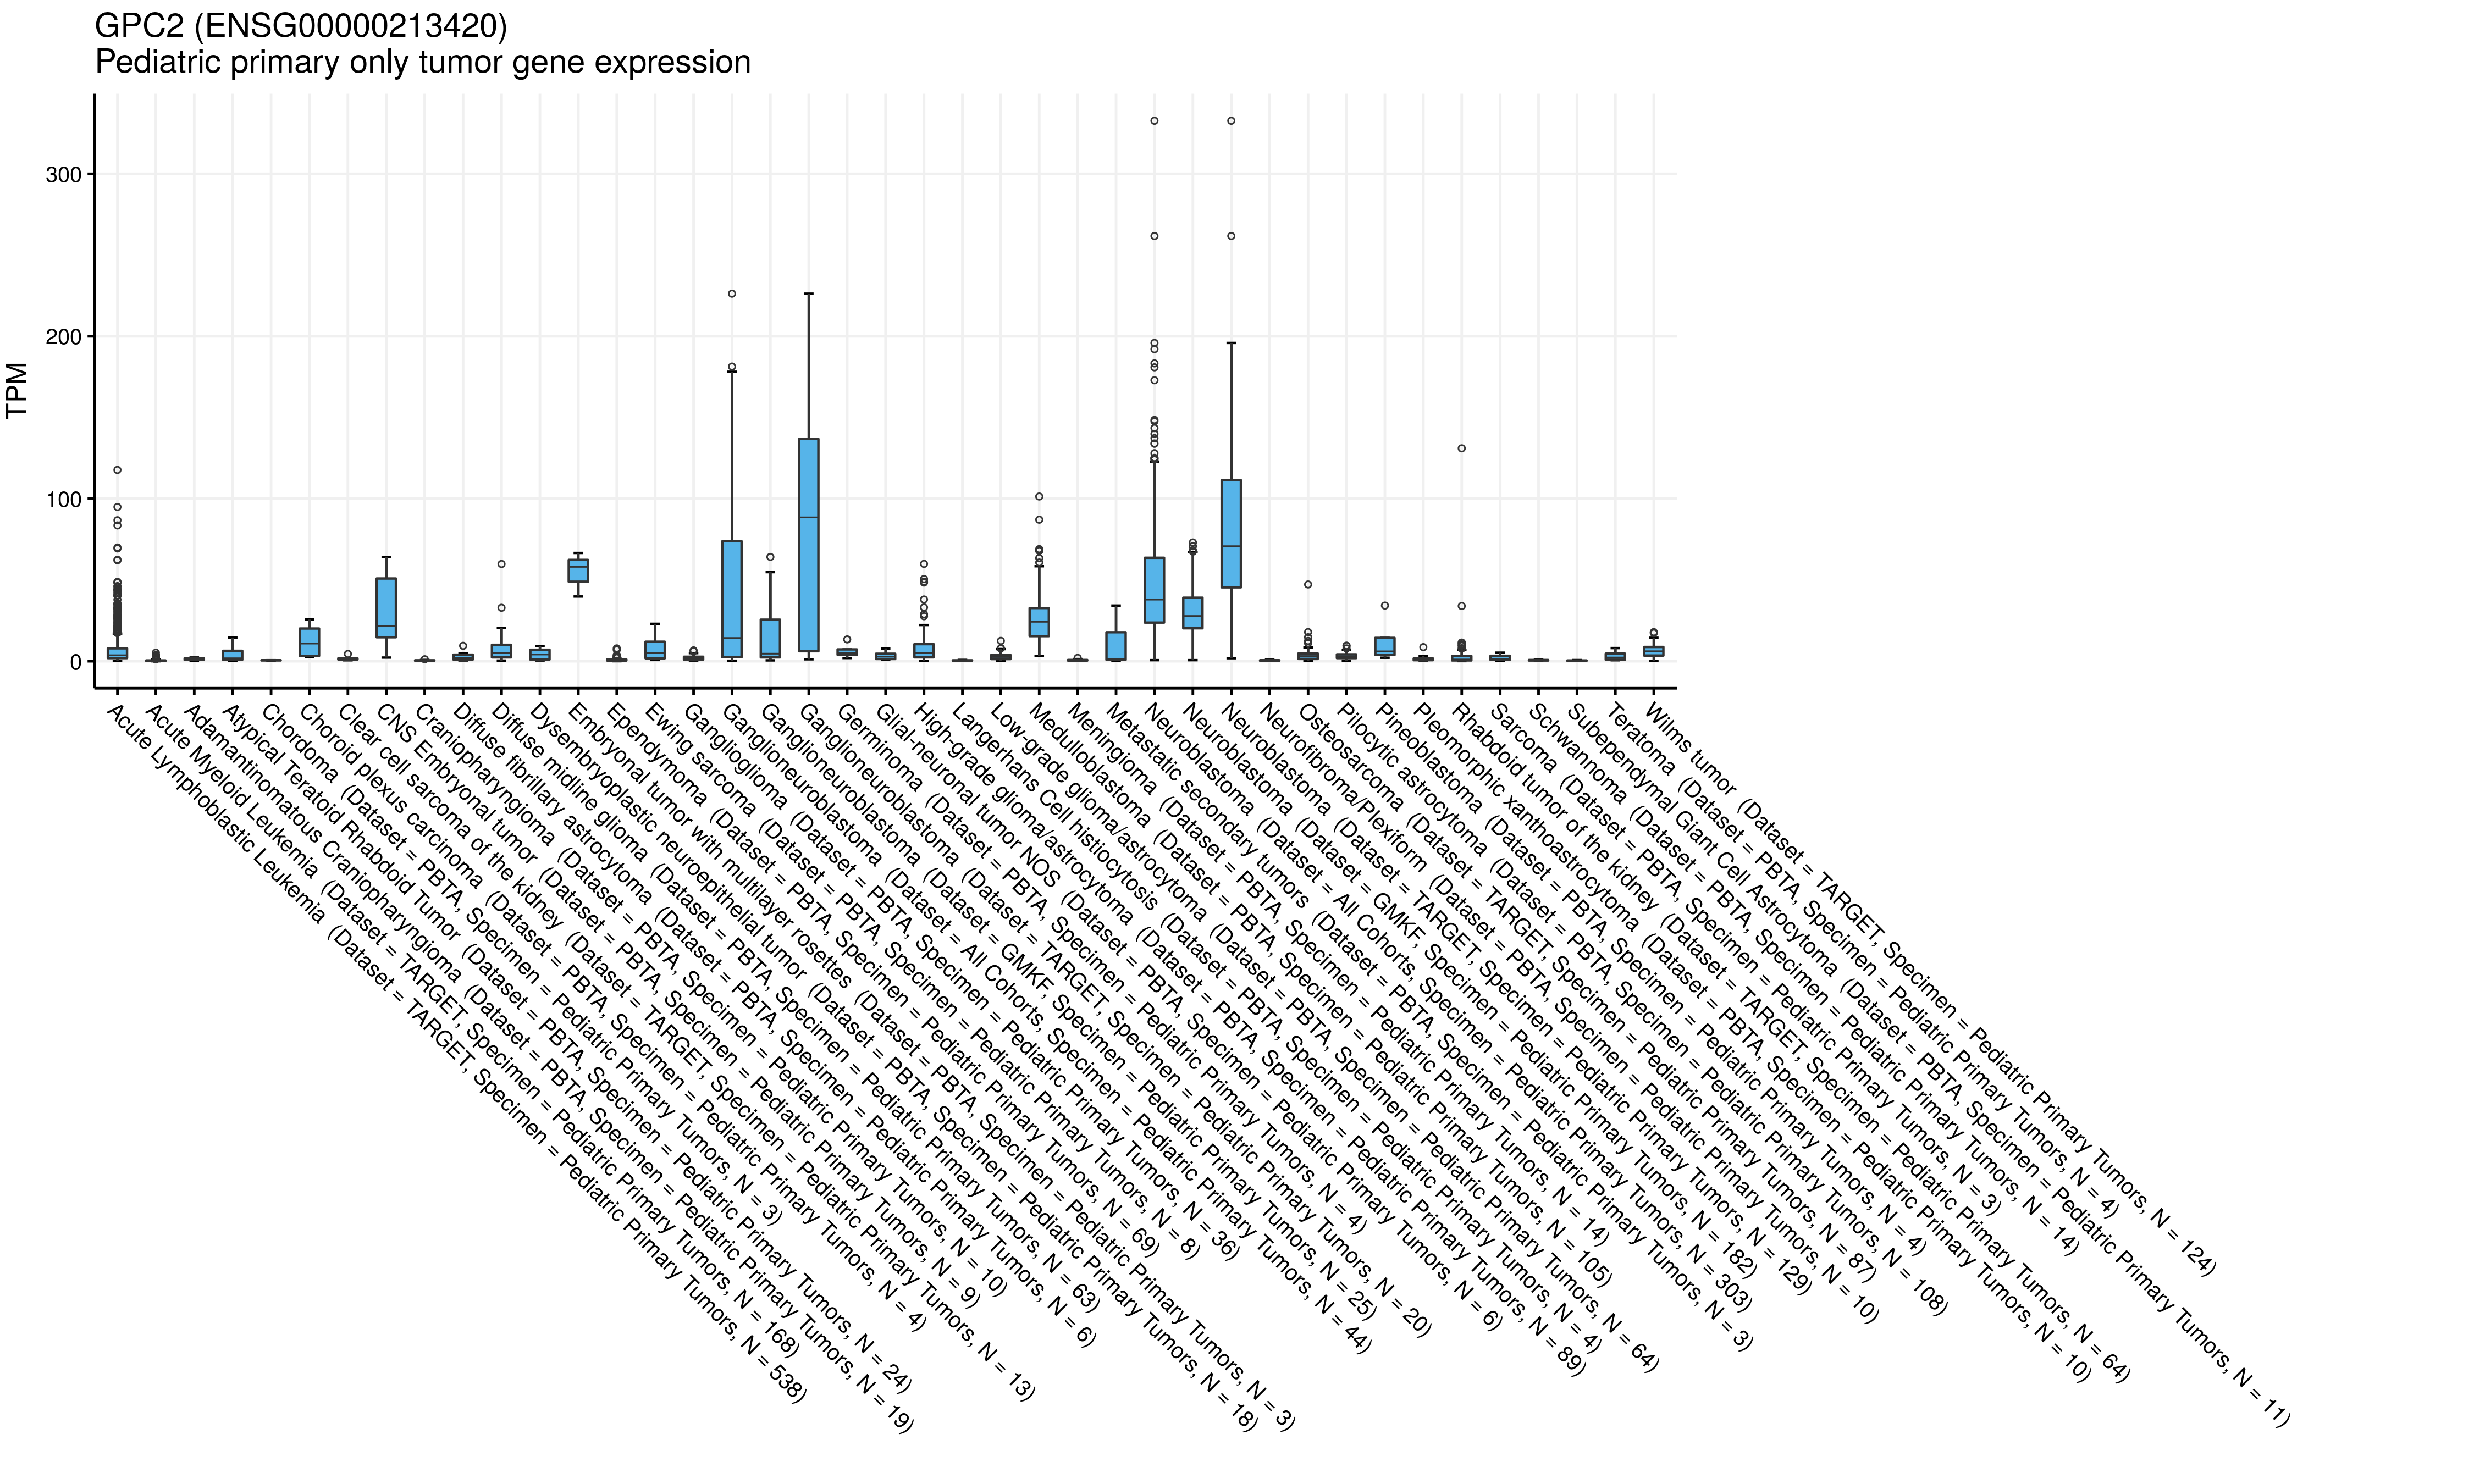 GPC2 (ENSG00000213420)
Pediatric primary only tumor gene expression
TPM
300
200
100
0
Acute Lymphoblastic Leukemia (Dataset = TARGET, Specimen = Pediatric Primary Tumors, N = 538)
Acute Myeloid Leukemia (Dataset = TARGET, Specimen = Pediatric Primary Tumors, N = 168)
Adamantinomatous Craniopharyngioma (Dataset = PBTA, Specimen = Pediatric Primary Tumors, N = 19)
Atypical Teratoid Rhabdoid Tumor (Dataset = PBTA, Specimen = Pediatric Primary Tumors, N = 24)
Chordoma (Dataset = PBTA, Specimen = Pediatric Primary Tumors, N = 3)
Choroid plexus carcinoma (Dataset = PBTA, Specimen = Pediatric Primary Tumors, N = 4)
Clear cell sarcoma of the kidney (Dataset = TARGET, Specimen = Pediatric Primary Tumors, N = 13)
CNS Embryonal tumor (Dataset = PBTA, Specimen = Pediatric Primary Tumors, N = 9)
Craniopharyngioma (Dataset = PBTA, Specimen = Pediatric Primary Tumors, N = 10)
Diffuse fibrillary astrocytoma (Dataset = PBTA, Specimen = Pediatric Primary Tumors, N = 6)
Diffuse midline glioma (Dataset = PBTA, Specimen = Pediatric Primary Tumors, N = 63)
Dysembryoplastic neuroepithelial tumor (Dataset = PBTA, Specimen = Pediatric Primary Tumors, N = 18)
Embryonal tumor with multilayer rosettes (Dataset = PBTA, Specimen = Pediatric Primary Tumors, N = 3)
Ependymoma (Dataset = PBTA, Specimen = Pediatric Primary Tumors, N = 69)
Ewing sarcoma (Dataset = PBTA, Specimen = Pediatric Primary Tumors, N = 8)
Ganglioglioma (Dataset = PBTA, Specimen = Pediatric Primary Tumors, N = 36)
Ganglioneuroblastoma (Dataset = All Cohorts, Specimen = Pediatric Primary Tumors, N = 44)
Ganglioneuroblastoma (Dataset = GMKF, Specimen = Pediatric Primary Tumors, N = 25)
Ganglioneuroblastoma (Dataset = TARGET, Specimen = Pediatric Primary Tumors, N = 20)
Germinoma (Dataset = PBTA, Specimen = Pediatric Primary Tumors, N = 4)
Glial-neuronal tumor NOS (Dataset = PBTA, Specimen = Pediatric Primary Tumors, N = 6)
High-grade glioma/astrocytoma (Dataset = PBTA, Specimen = Pediatric Primary Tumors, N = 89)
Langerhans Cell histiocytosis (Dataset = PBTA, Specimen = Pediatric Primary Tumors, N = 4)
Low-grade glioma/astrocytoma (Dataset = PBTA, Specimen = Pediatric Primary Tumors, N = 64)
Medulloblastoma (Dataset = PBTA, Specimen = Pediatric Primary Tumors, N = 105)
Meningioma (Dataset = PBTA, Specimen = Pediatric Primary Tumors, N = 14)
Metastatic secondary tumors (Dataset = PBTA, Specimen = Pediatric Primary Tumors, N = 3)
Neuroblastoma (Dataset = All Cohorts, Specimen = Pediatric Primary Tumors, N = 303)
Neuroblastoma (Dataset = GMKF, Specimen = Pediatric Primary Tumors, N = 182)
Neuroblastoma (Dataset = TARGET, Specimen = Pediatric Primary Tumors, N = 129)
Neurofibroma/Plexiform (Dataset = PBTA, Specimen = Pediatric Primary Tumors, N = 10)
Osteosarcoma (Dataset = TARGET, Specimen = Pediatric Primary Tumors, N = 87)
Pilocytic astrocytoma (Dataset = PBTA, Specimen = Pediatric Primary Tumors, N = 108)
Pineoblastoma (Dataset = PBTA, Specimen = Pediatric Primary Tumors, N = 4)
Pleomorphic xanthoastrocytoma (Dataset = PBTA, Specimen = Pediatric Primary Tumors, N = 10)
Rhabdoid tumor of the kidney (Dataset = TARGET, Specimen = Pediatric Primary Tumors, N = 64)
Sarcoma (Dataset = PBTA, Specimen = Pediatric Primary Tumors, N = 3)
Schwannoma (Dataset = PBTA, Specimen = Pediatric Primary Tumors, N = 14)
Subependymal Giant Cell Astrocytoma (Dataset = PBTA, Specimen = Pediatric Primary Tumors, N = 11)
Teratoma (Dataset = PBTA, Specimen = Pediatric Primary Tumors, N = 4)
Wilms tumor (Dataset = TARGET, Specimen = Pediatric Primary Tumors, N = 124)